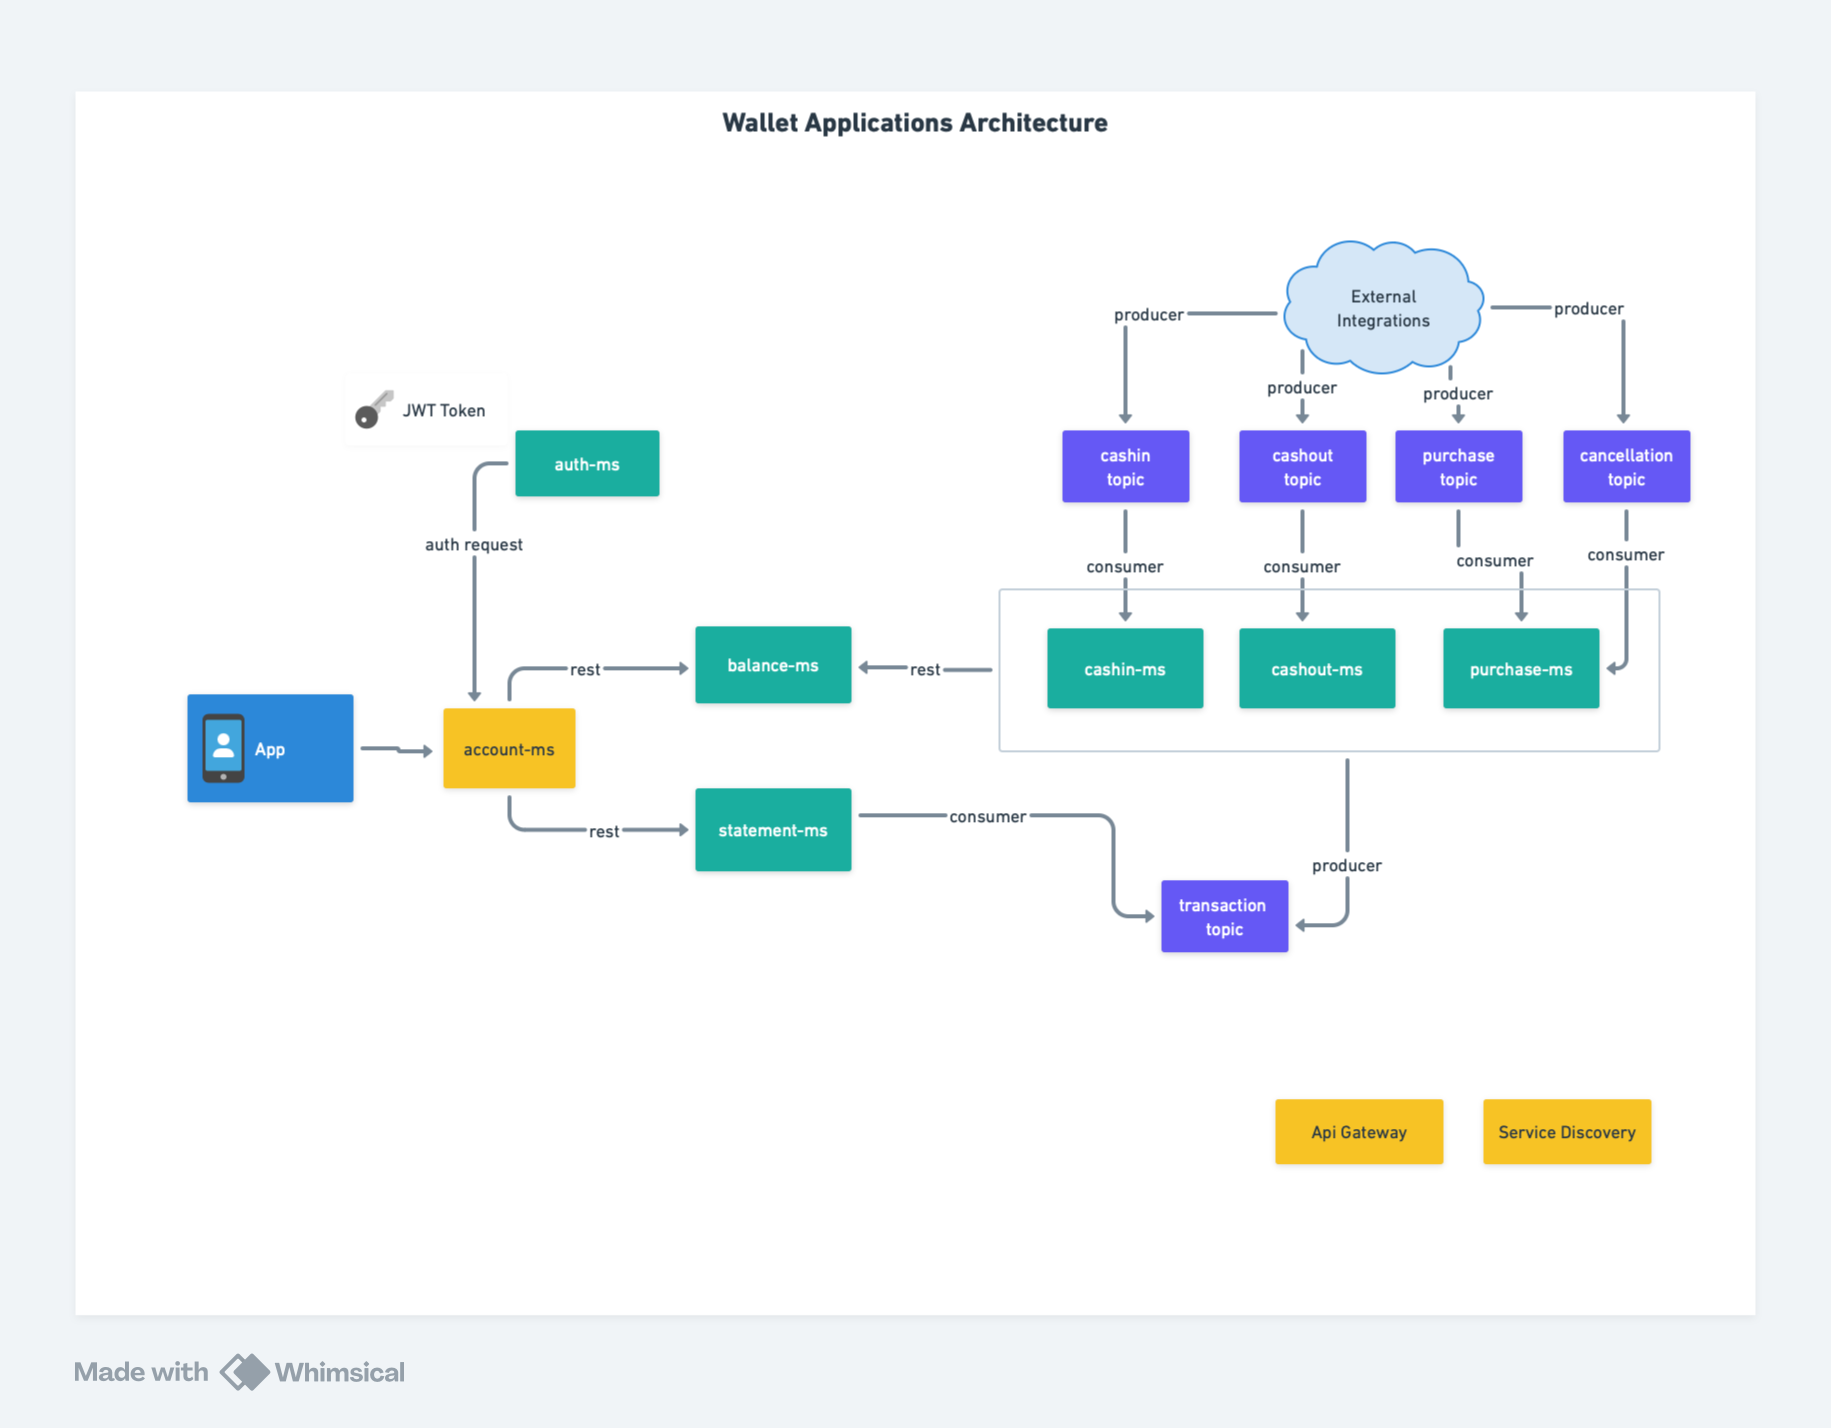 Wallet Applications Architecture
External
Integrations
producer
producer
producer
producer
JWT Token
auth-ms
cashin
topic
cashout
topic
purchase
topic
cancellation
topic
auth request
consumer
consumer
consumer
consumer
balance-ms
rest
rest
cashin-ms
cashout-ms
purchase-ms
App
account-ms
rest
statement-ms
consumer
producer
transaction
topic
Api Gateway
Service Discovery
Made with Whimsical